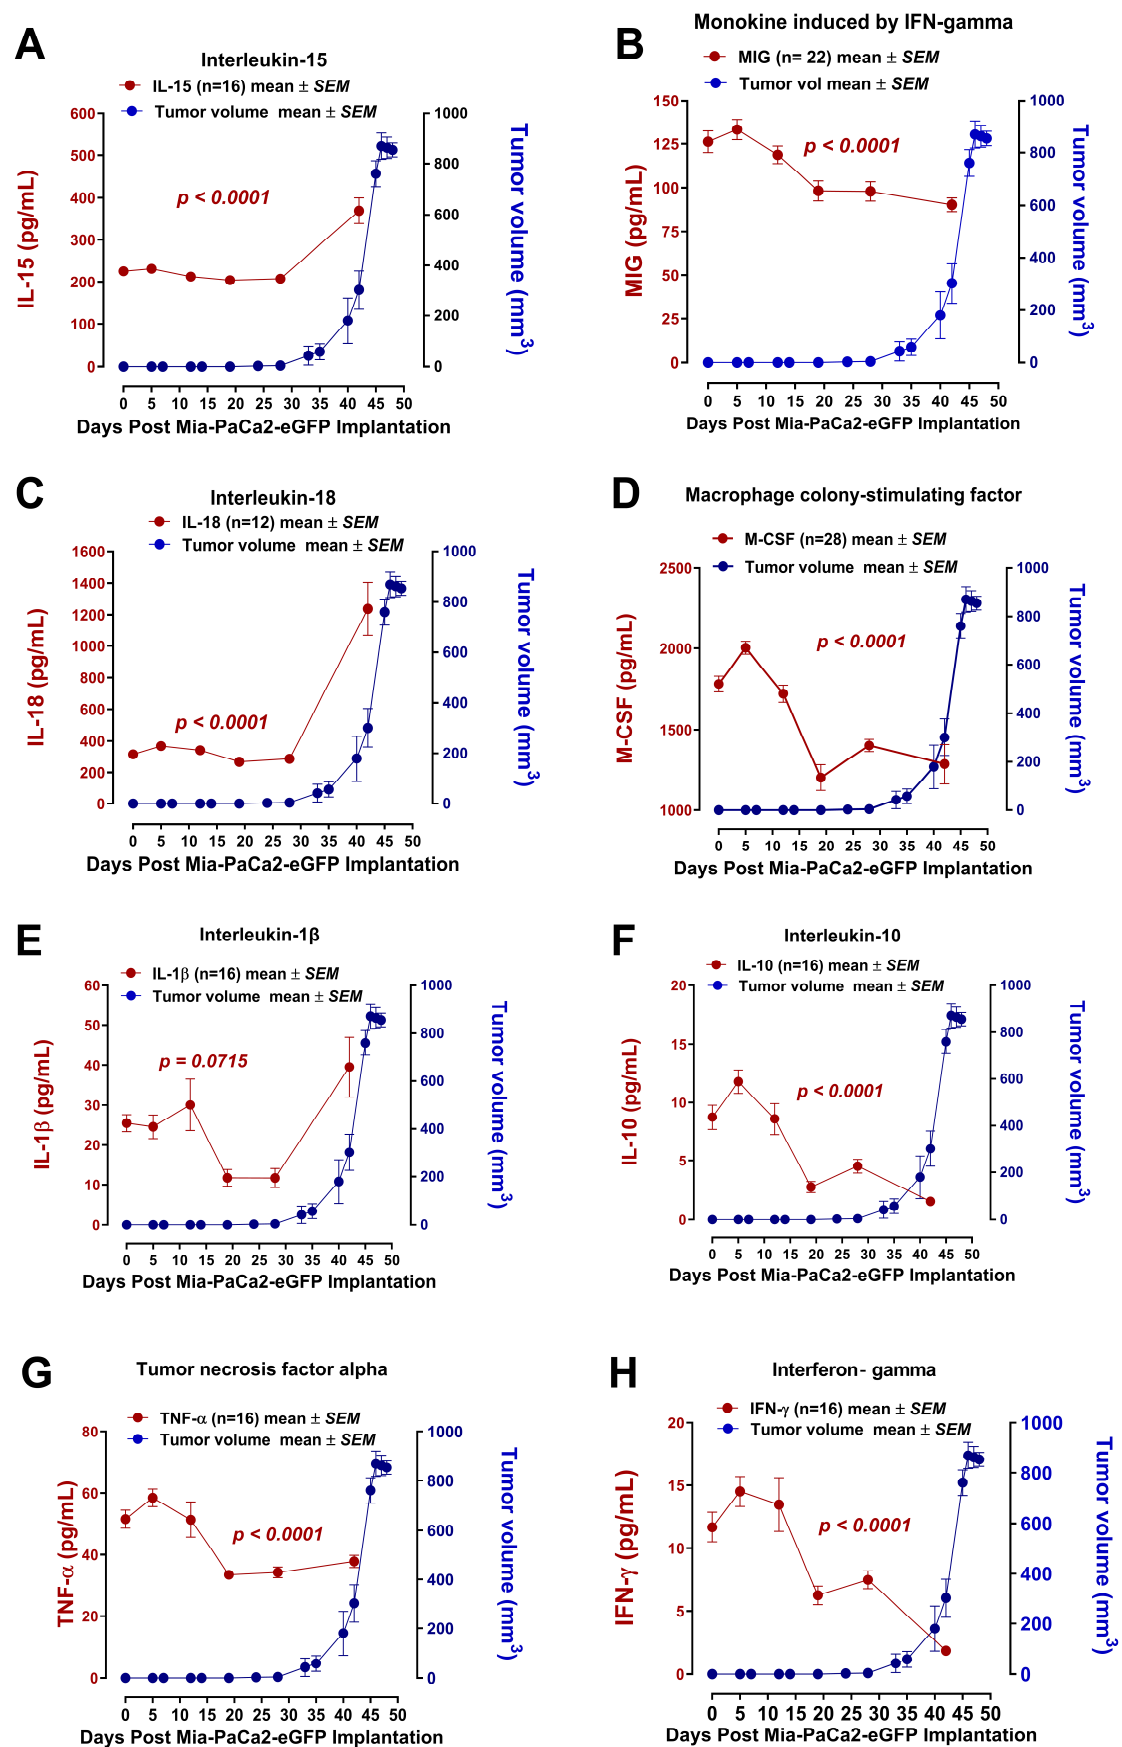 A
Interleukin-15
IL-15 (n=16) mean ± SEM
Tumor volume mean ± SEM
600
500
400
300
200
100
0
1000
800
600
400
200
0
p < 0.0001
IL-15 (pg/mL)
Tumor volume (mm3)
0 5 10 15 20 25 30 35 40 45 50
Days Post Mia-PaCa2-eGFP Implantation
B
Monokine induced by IFN-gamma
MIG (n= 22) mean ± SEM
Tumor vol mean ± SEM
150
125
100
75
50
25
0
1000
800
600
400
200
0
p < 0.0001
MIG (pg/mL)
Tumor volume (mm3)
0 5 10 15 20 25 30 35 40 45 50
Days Post Mia-PaCa2-eGFP Implantation
C
Interleukin-18
IL-18 (n=12) mean ± SEM
Tumor volume mean ± SEM
1600
1400
1200
1000
800
600
400
200
0
1000
800
600
400
200
0
p < 0.0001
IL-18 (pg/mL)
Tumor volume (mm3)
0 5 10 15 20 25 30 35 40 45 50
Days Post Mia-PaCa2-eGFP Implantation
D
Macrophage colony-stimulating factor
M-CSF (n=28) mean ± SEM
Tumor volume mean ± SEM
2500
2000
1500
1000
1000
800
600
400
200
0
p < 0.0001
M-CSF (pg/mL)
Tumor volume (mm3)
0 5 10 15 20 25 30 35 40 45 50
Days Post Mia-PaCa2-eGFP Implantation
E
Interleukin-1β
IL-1β (n=16) mean ± SEM
Tumor volume mean ± SEM
60
50
40
30
20
10
0
1000
800
600
400
200
0
p = 0.0715
IL-1β (pg/mL)
Tumor volume (mm3)
0 5 10 15 20 25 30 35 40 45 50
Days Post Mia-PaCa2-eGFP Implantation
F
Interleukin-10
IL-10 (n=16) mean ± SEM
Tumor volume mean ± SEM
20
15
10
5
0
1000
800
600
400
200
0
p < 0.0001
IL-10 (pg/mL)
Tumor volume (mm3)
0 5 10 15 20 25 30 35 40 45 50
Days Post Mia-PaCa2-eGFP Implantation
G
Tumor necrosis factor alpha
TNF-α (n=16) mean ± SEM
Tumor volume mean ± SEM
80
60
40
20
0
1000
800
600
400
200
0
p < 0.0001
TNF-α (pg/mL)
Tumor volume (mm3)
0 5 10 15 20 25 30 35 40 45 50
Days Post Mia-PaCa2-eGFP Implantation
H
Interferon- gamma
IFN-γ (n=16) mean ± SEM
Tumor volume mean ± SEM
20
15
10
5
0
1000
800
600
400
200
0
p < 0.0001
IFN-γ (pg/mL)
Tumor volume (mm3)
0 5 10 15 20 25 30 35 40 45 50
Days Post Mia-PaCa2-eGFP Implantation